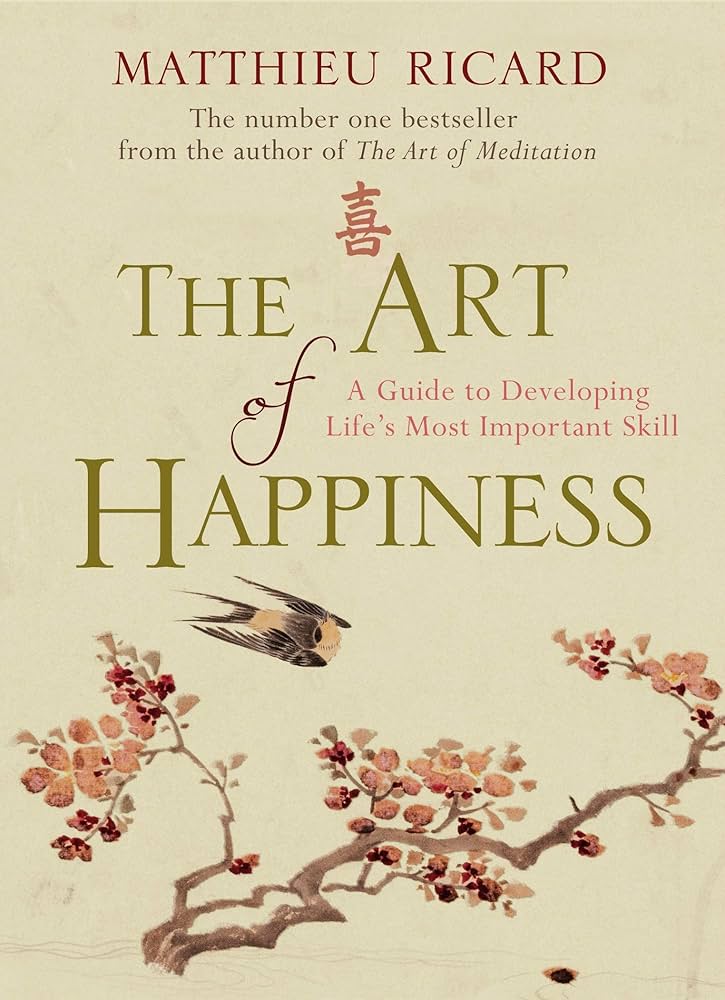 MATTHIEU RICARD
The number one bestseller
from the author of The Art of Meditation
喜
THE ART
of
A Guide to Developing
Life's Most Important Skill
HAPPINESS